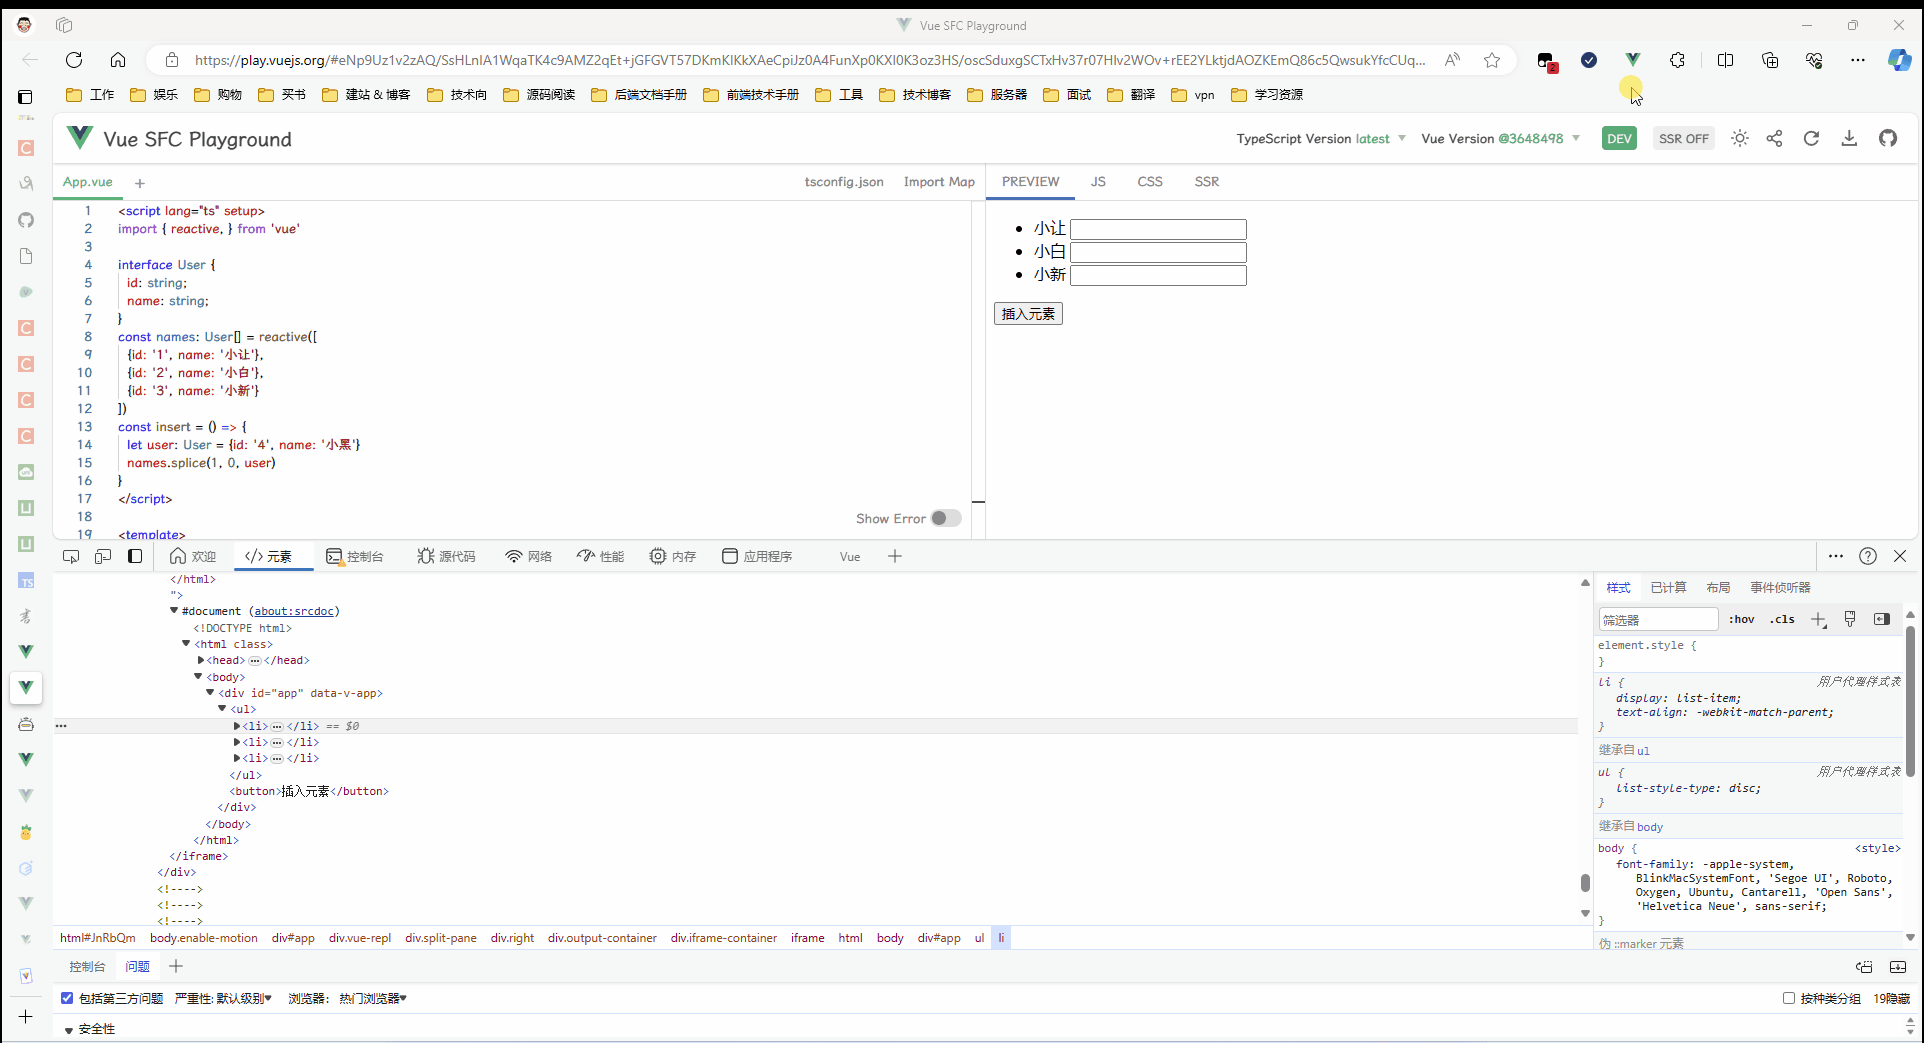 Vue SFC Playground
https://play.vuejs.org/#eNp9Uz1v2zAQ/SsHLnIA1WqaTK4c9AMZ2qEt+jGFGVT57DKmKIKkXAeCpiJz0A4FunXp0KXI0K3oz3HS/oscSduxgSCTxHv37r07HIv2WOv+rEE2YLktjdAOZKEmQ86c5QwsukYfcCUq...
工作 娱乐 购物 买书 建站 & 博客 技术向 源码阅读 后端文档手册 前端技术手册 工具 技术博客 服务器 面试 翻译 vpn 学习资源
Vue SFC Playground
TypeScript Version latest Vue Version @3648498 DEV SSR OFF
App.vue + tsconfig.json Import Map
PREVIEW JS CSS SSR
1 <script lang="ts" setup>
2 import { reactive, } from 'vue'
3
4 interface User {
5 id: string;
6 name: string;
7 }
8 const names: User[] = reactive([
9 {id: '1', name: '小让'},
10 {id: '2', name: '小白'},
11 {id: '3', name: '小新'}
12 ])
13 const insert = () => {
14 let user: User = {id: '4', name: '小黑'}
15 names.splice(1, 0, user)
16 }
17 </script>
18
19 <template>
Show Error
小让
小白
小新
插入元素
欢迎 </> 元素 控制台 源代码 网络 性能 内存 应用程序 Vue
</html>
">
#document (about:srcdoc)
<!DOCTYPE html>
<html class>
<head>…</head>
<body>
<div id="app" data-v-app>
<ul>
<li>…</li> == $0
<li>…</li>
<li>…</li>
</ul>
<button>插入元素</button>
</div>
</body>
</html>
</iframe>
</div>
<!---->
<!---->
<!---->
html#JnRbQm body.enable-motion div#app div.vue-repl div.split-pane div.right div.output-container div.iframe-container iframe html body div#app ul li
样式 已计算 布局 事件侦听器
筛选器 :hov .cls
element.style {
}
li { 用户代理样式表
display: list-item;
text-align: -webkit-match-parent;
}
继承自 ul
ul { 用户代理样式表
list-style-type: disc;
}
继承自 body
body { <style>
font-family: -apple-system,
BlinkMacSystemFont, 'Segoe UI', Roboto,
Oxygen, Ubuntu, Cantarell, 'Open Sans',
'Helvetica Neue', sans-serif;
}
伪 ::marker 元素
控制台 问题
包括第三方问题 严重性: 默认级别 浏览器: 热门浏览器 按种类分组 19隐藏
安全性